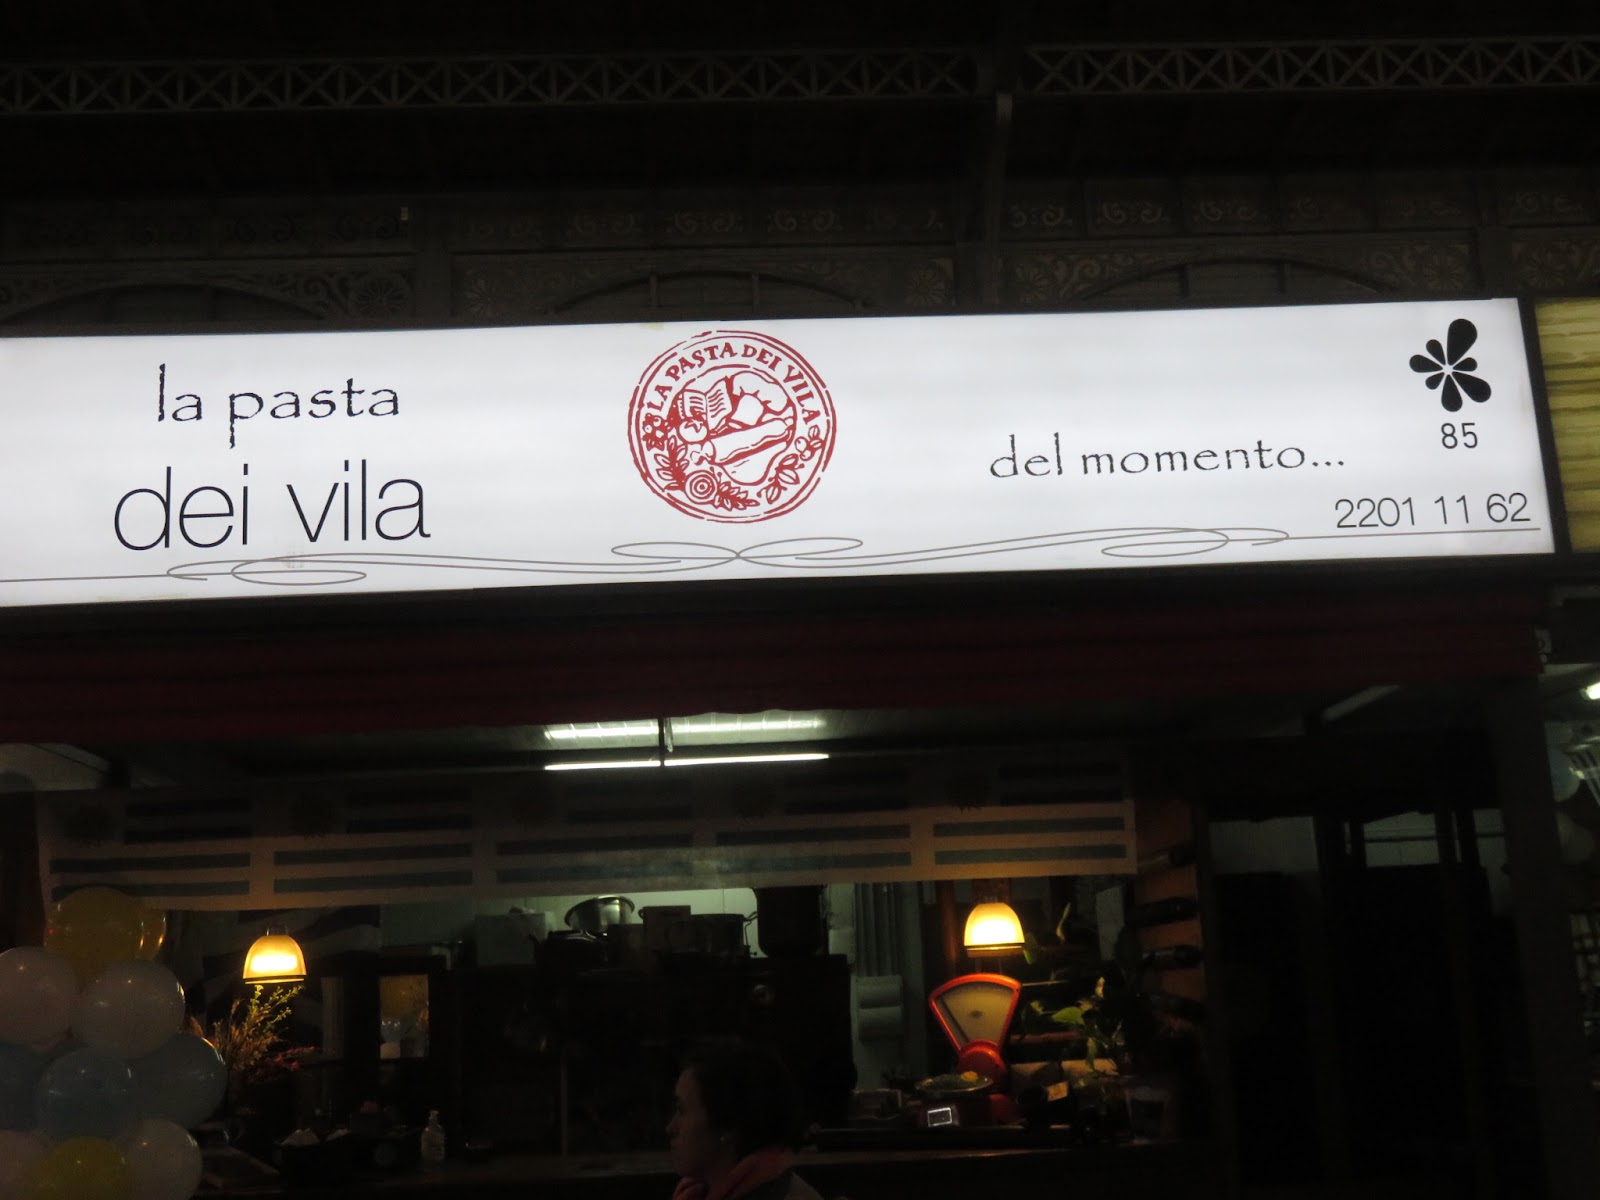 la pasta
dei vila
LA PASTA DEI VILA
del momento...
85
2201 11 62